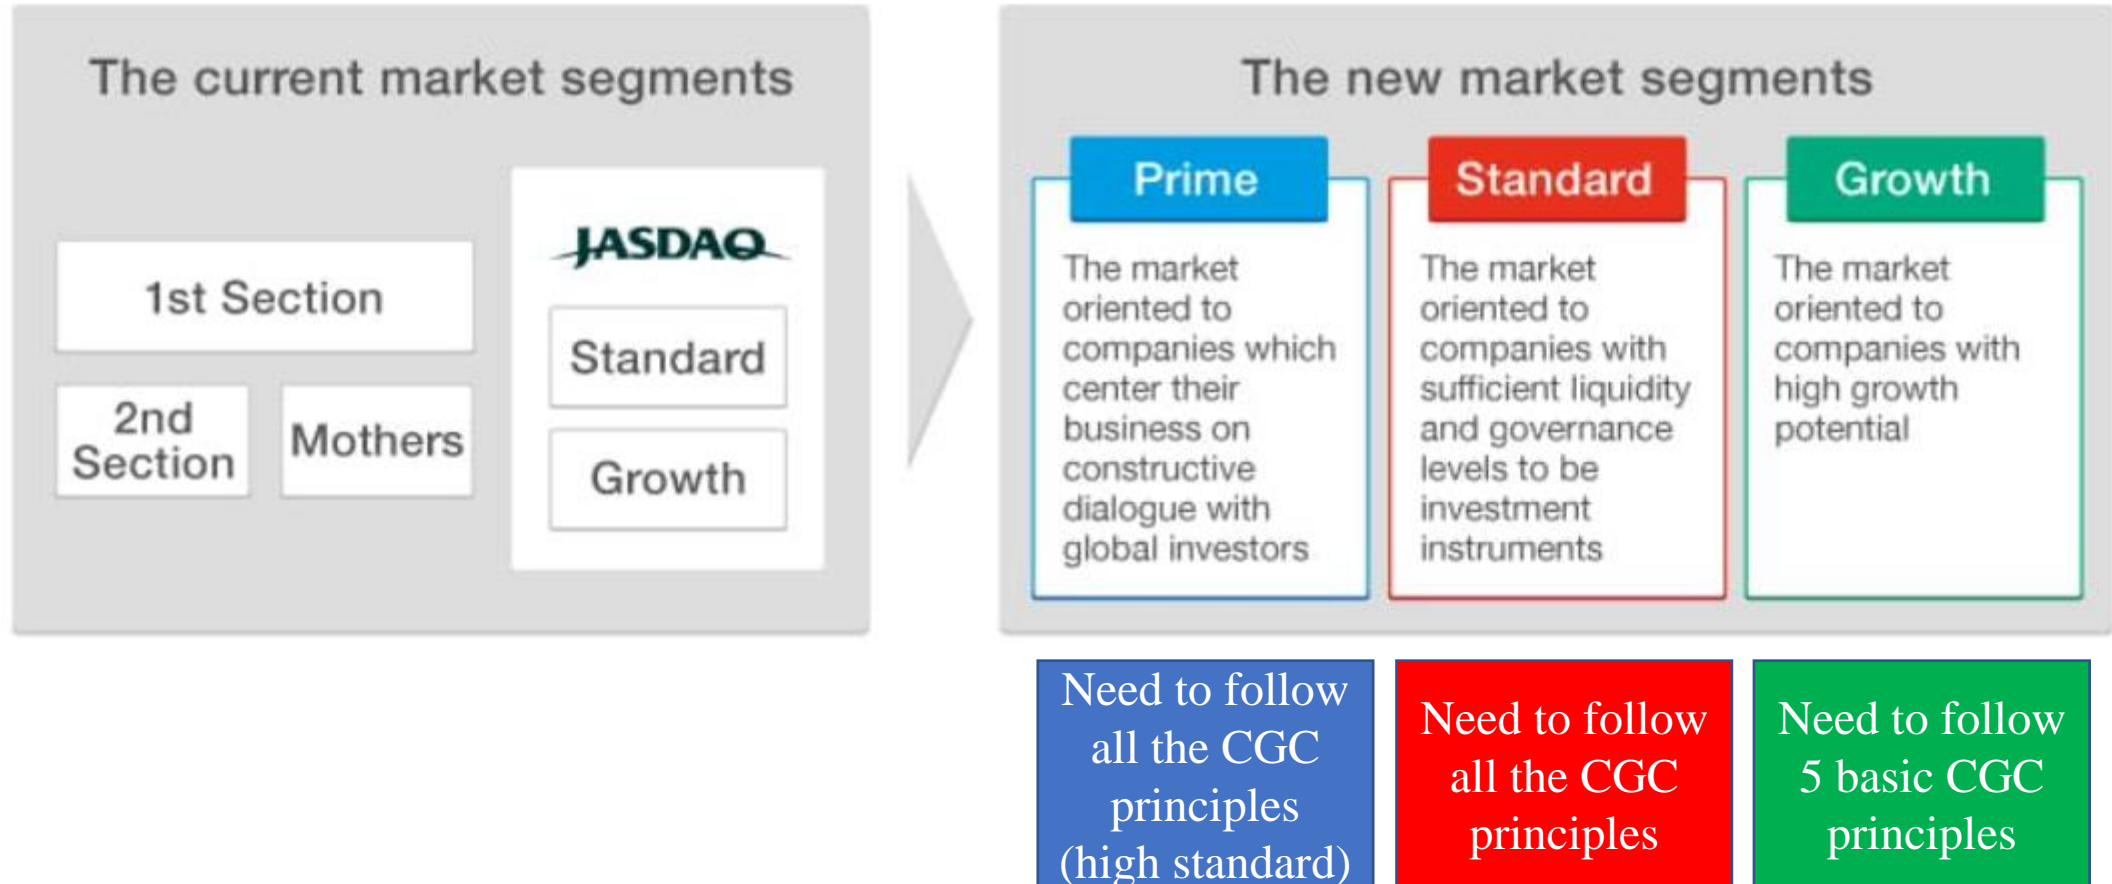 The current market segments
1st Section
2nd
Section
Mothers
JASDAQ
Standard
Growth
The new market segments
Prime
The market
oriented to
companies which
center their
business on
constructive
dialogue with
global investors
Standard
The market
oriented to
companies with
sufficient liquidity
and governance
levels to be
investment
instruments
Growth
The market
oriented to
companies with
high growth
potential
Need to follow
all the CGC
principles
(high standard)
Need to follow
all the CGC
principles
Need to follow
5 basic CGC
principles